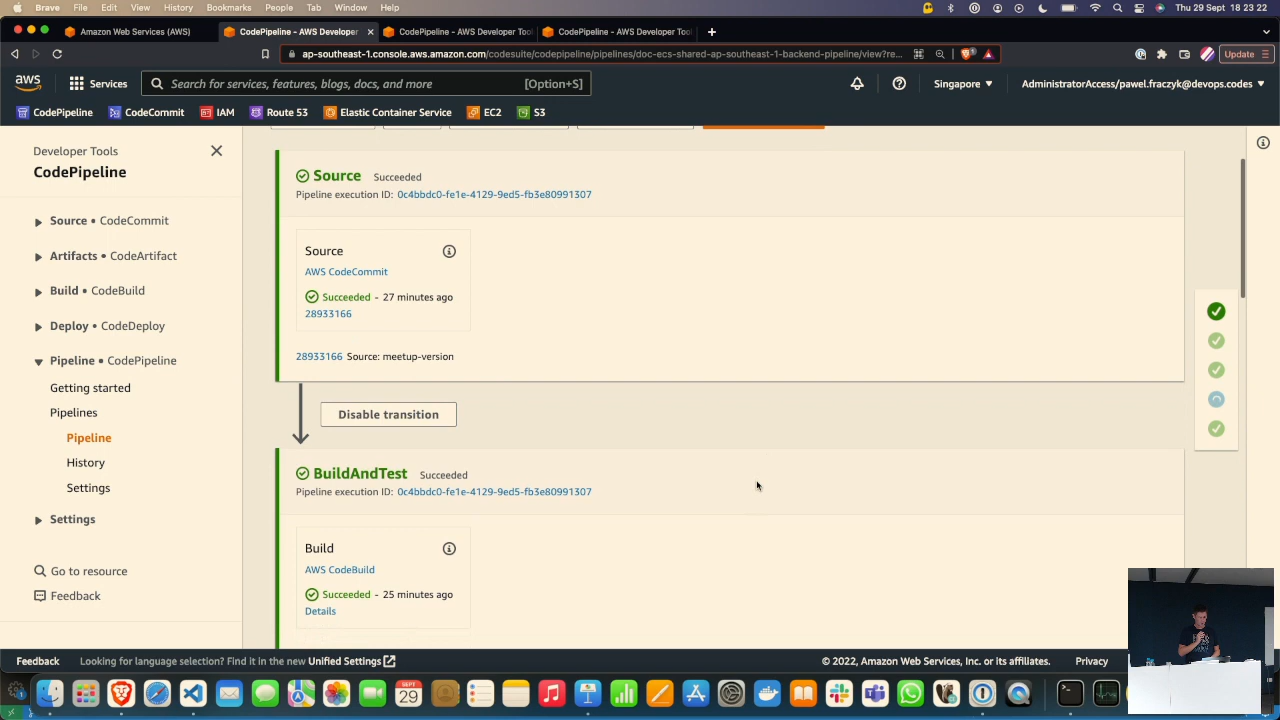 Brave File Edit View History Bookmarks People Tab Window Help Thu 29 Sept 18 23 22
Amazon Web Services (AWS)
CodePipeline - AWS Developer
CodePipeline - AWS Developer Tool
CodePipeline - AWS Developer Tool
ap-southeast-1.console.aws.amazon.com/codesuite/codepipeline/pipelines/doc-ecs-shared-ap-southeast-1-backend-pipeline/view?re...
Update
aws Services Search for services, features, blogs, docs, and more [Option+S] Singapore AdministratorAccess/pawel.fraczyk@devops.codes
CodePipeline CodeCommit IAM Route 53 Elastic Container Service EC2 S3
Developer Tools
CodePipeline
Source • CodeCommit
Artifacts • CodeArtifact
Build • CodeBuild
Deploy • CodeDeploy
Pipeline • CodePipeline
Getting started
Pipelines
Pipeline
History
Settings
Settings
Go to resource
Feedback
Source Succeeded
Pipeline execution ID: 0c4bbdc0-fe1e-4129-9ed5-fb3e80991307
Source
AWS CodeCommit
Succeeded - 27 minutes ago
28933166
28933166 Source: meetup-version
Disable transition
BuildAndTest Succeeded
Pipeline execution ID: 0c4bbdc0-fe1e-4129-9ed5-fb3e80991307
Build
AWS CodeBuild
Succeeded - 25 minutes ago
Details
Feedback Looking for language selection? Find it in the new Unified Settings © 2022, Amazon Web Services, Inc. or its affiliates. Privacy
29